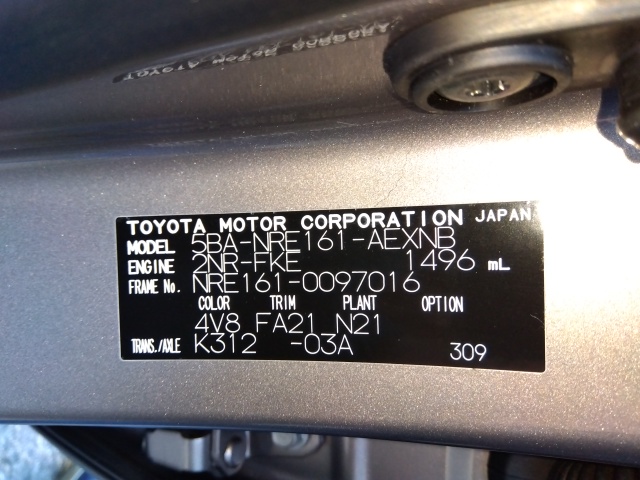 TOYOTA MOTOR CORPORATION JAPAN
MODEL 5BA-NRE161-AEXNB
ENGINE 2NR-FKE 1496 mL
FRAME No. NRE161-0097016
COLOR TRIM PLANT OPTION
4V8 FA21 N21
TRANS./AXLE K312 -03A 309